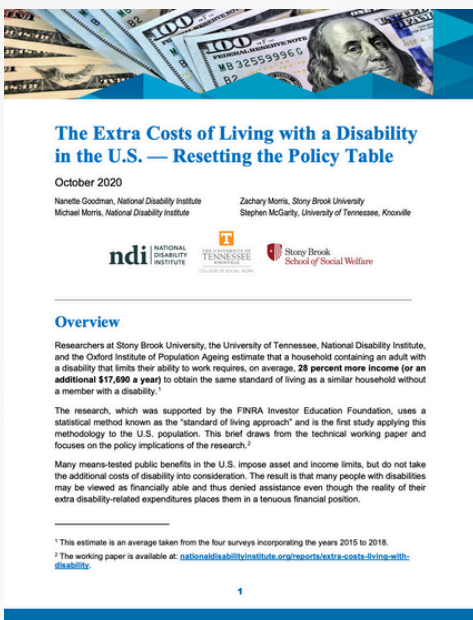 100
FEDERAL RESERVE NOTE
MB 32559996 G
B2
100
The Extra Costs of Living with a Disability
in the U.S. — Resetting the Policy Table
October 2020
Nanette Goodman, National Disability Institute
Zachary Morris, Stony Brook University
Michael Morris, National Disability Institute
Stephen McGarity, University of Tennessee, Knoxville
ndi NATIONAL
DISABILITY
INSTITUTE
T
THE UNIVERSITY OF
TENNESSEE
KNOXVILLE
COLLEGE OF SOCIAL WORK
Stony Brook
School of Social Welfare
Overview
Researchers at Stony Brook University, the University of Tennessee, National Disability Institute,
and the Oxford Institute of Population Ageing estimate that a household containing an adult with
a disability that limits their ability to work requires, on average, 28 percent more income (or an
additional $17,690 a year) to obtain the same standard of living as a similar household without
a member with a disability.1
The research, which was supported by the FINRA Investor Education Foundation, uses a
statistical method known as the “standard of living approach” and is the first study applying this
methodology to the U.S. population. This brief draws from the technical working paper and
focuses on the policy implications of the research.2
Many means-tested public benefits in the U.S. impose asset and income limits, but do not take
the additional costs of disability into consideration. The result is that many people with disabilities
may be viewed as financially able and thus denied assistance even though the reality of their
extra disability-related expenditures places them in a tenuous financial position.
1 This estimate is an average taken from the four surveys incorporating the years 2015 to 2018.
2 The working paper is available at: nationaldisabilityinstitute.org/reports/extra-costs-living-with-
disability.
1